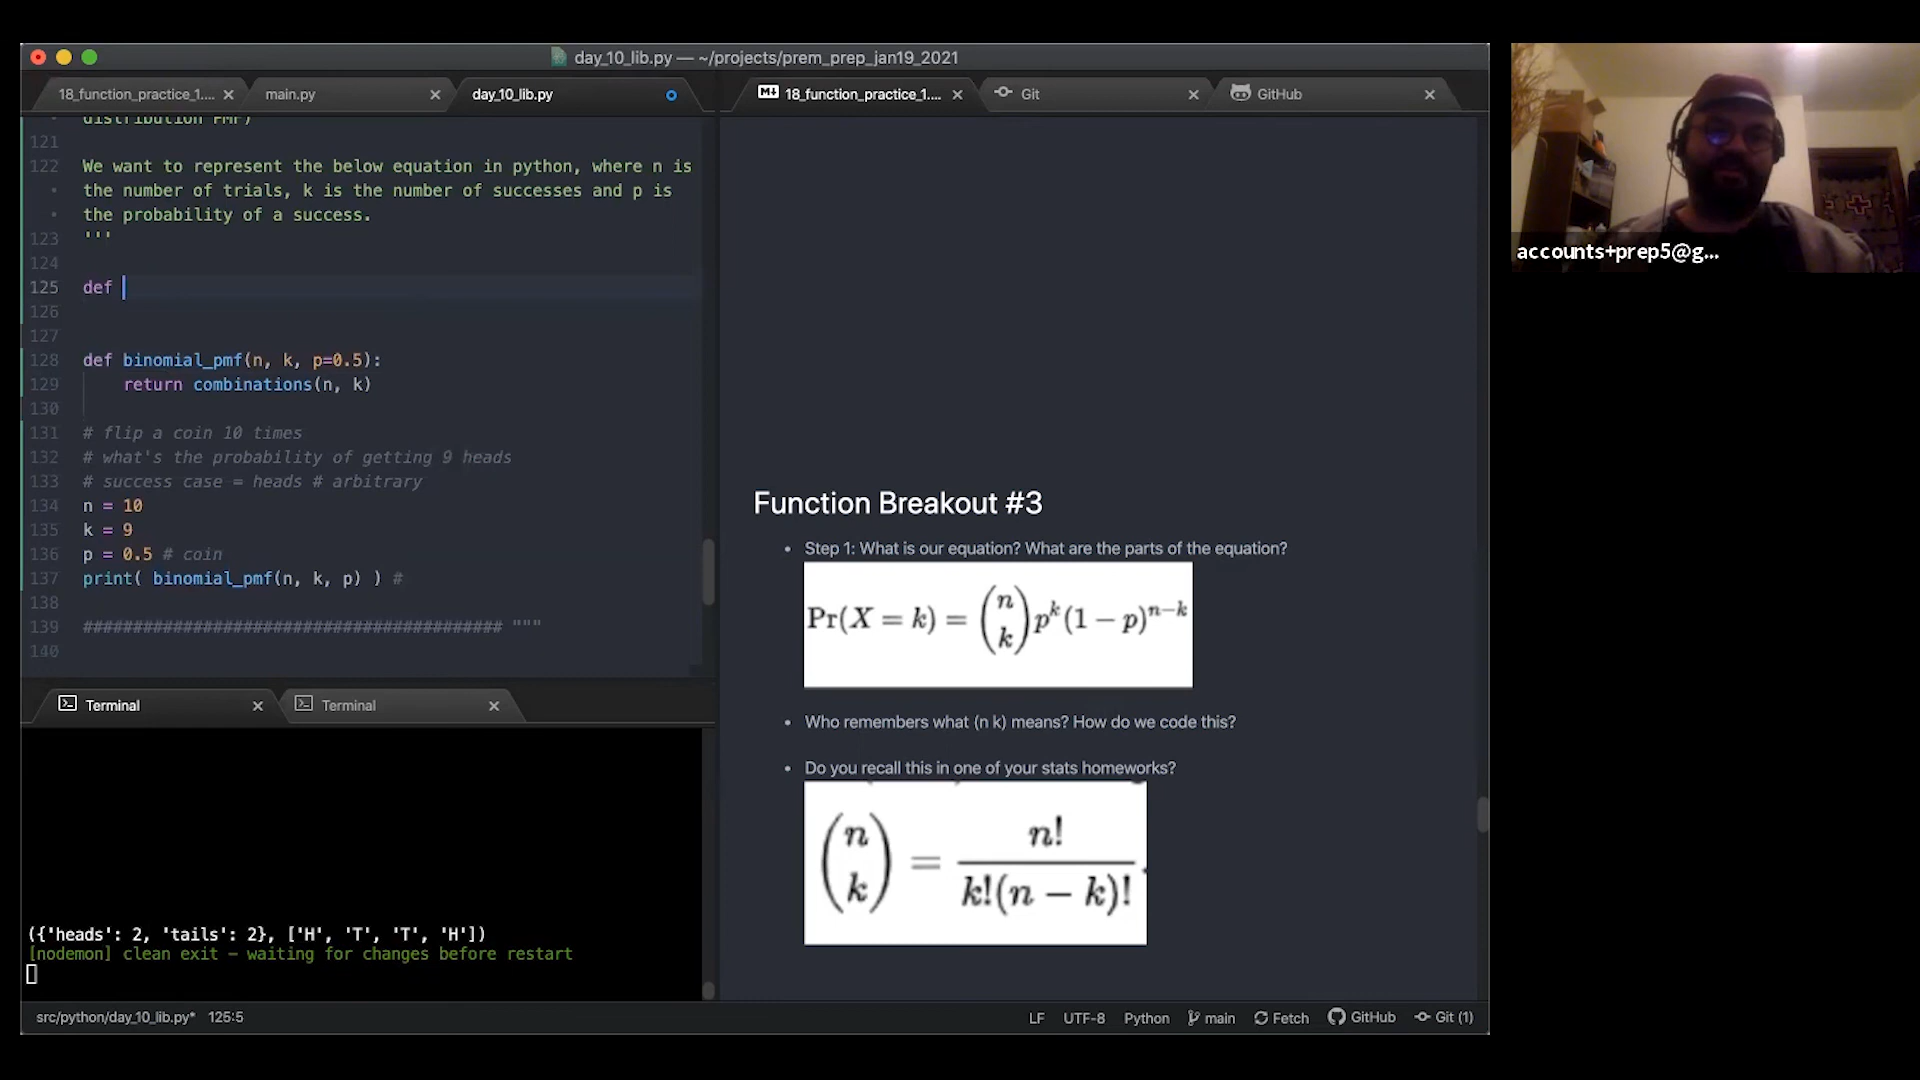 day_10_lib.py — ~/projects/prem_prep_jan19_2021
18_function_practice_1....
main.py
day_10_lib.py
18_function_practice_1....
Git
GitHub
distribution PMF)
121
122 We want to represent the below equation in python, where n is
the number of trials, k is the number of successes and p is
the probability of a success.
123 '''
124
125 def
126
127
128 def binomial_pmf(n, k, p=0.5):
129 return combinations(n, k)
130
131 # flip a coin 10 times
132 # what's the probability of getting 9 heads
133 # success case = heads # arbitrary
134 n = 10
135 k = 9
136 p = 0.5 # coin
137 print( binomial_pmf(n, k, p) ) #
138
139 ########################################## """
140
Terminal
Terminal
({'heads': 2, 'tails': 2}, ['H', 'T', 'T', 'H'])
[nodemon] clean exit - waiting for changes before restart
Function Breakout #3
• Step 1: What is our equation? What are the parts of the equation?
Pr(X = k) = (n k) p^k (1 − p)^{n−k}
• Who remembers what (n k) means? How do we code this?
• Do you recall this in one of your stats homeworks?
(n k) = n! / k!(n − k)!.
src/python/day_10_lib.py* 125:5
LF UTF-8 Python main Fetch GitHub Git (1)
accounts+prep5@g...